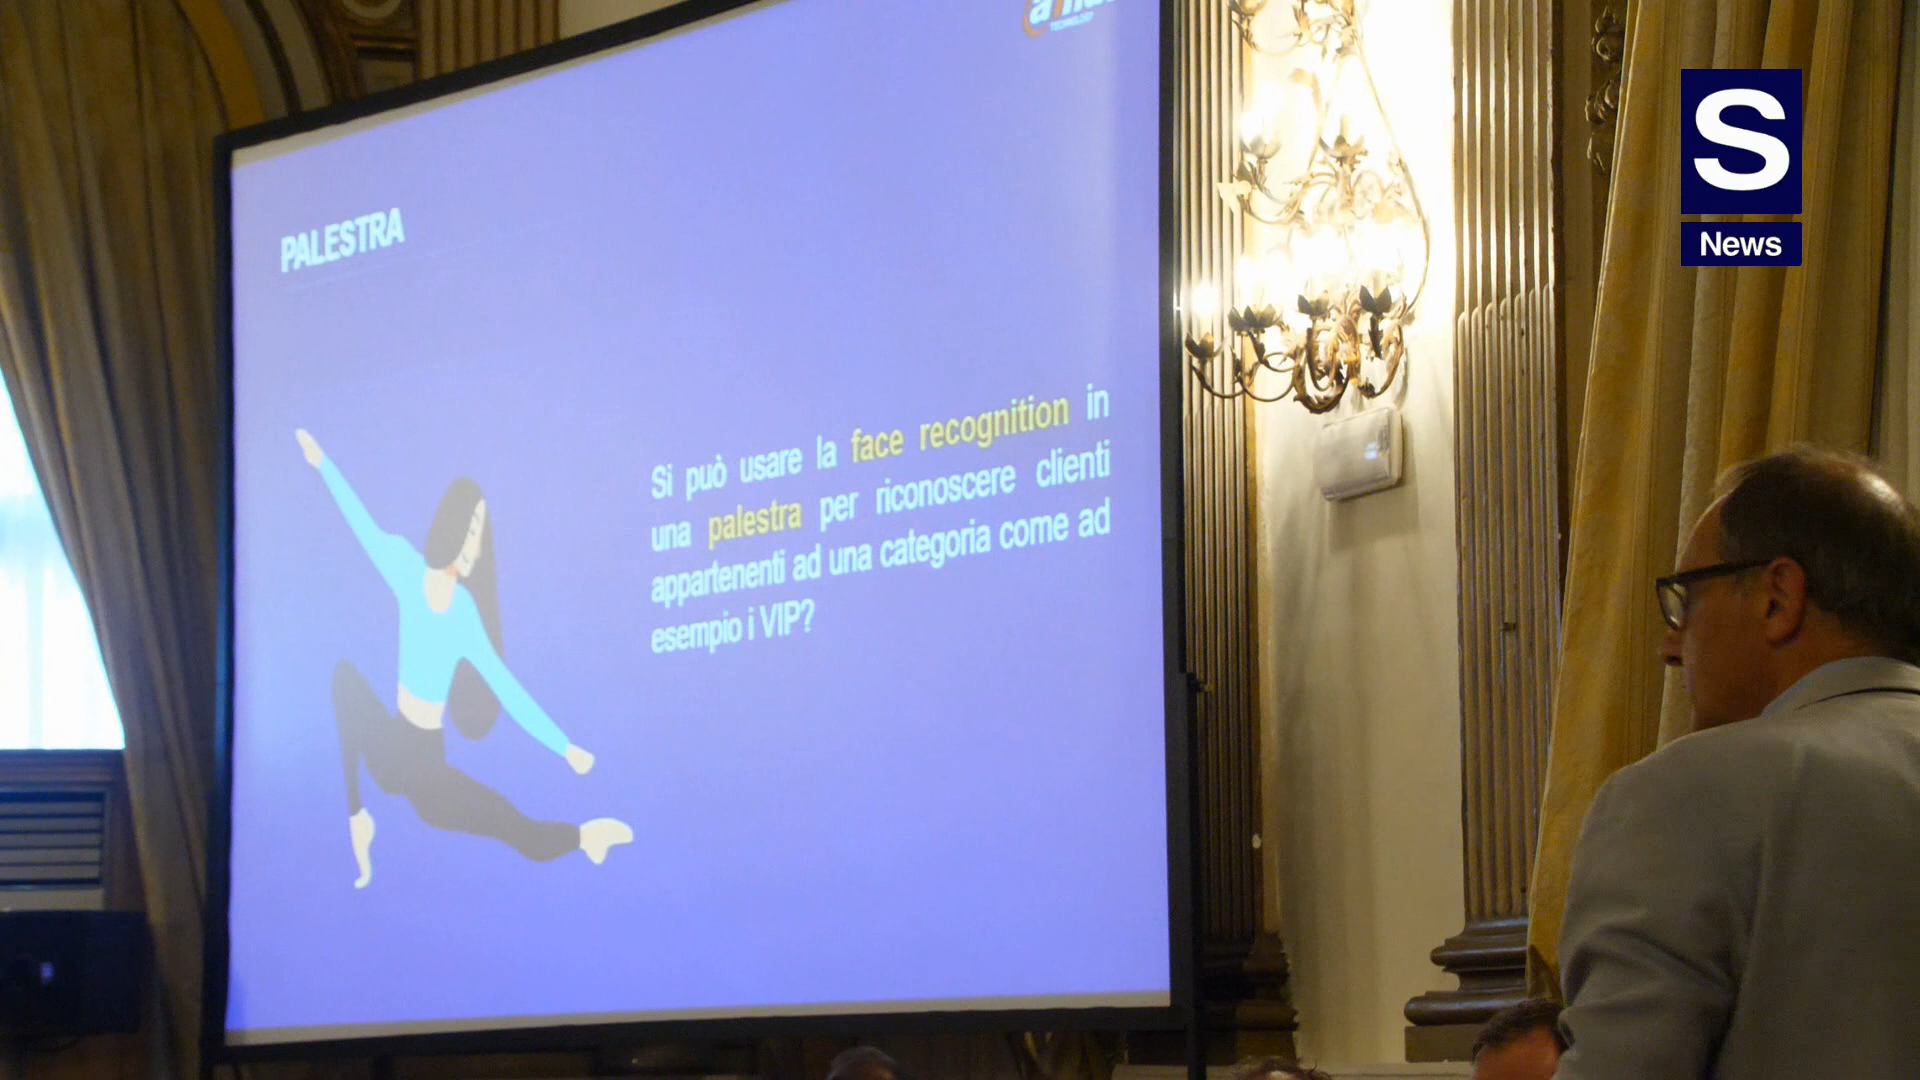 TECHNOLOGY
S
News
PALESTRA
Si può usare la face recognition in
una palestra per riconoscere clienti
appartenenti ad una categoria come ad
esempio i VIP?